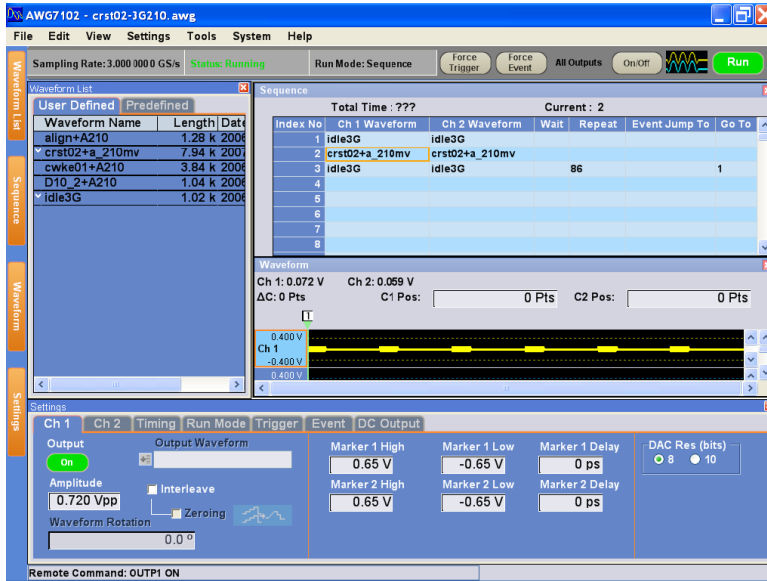 AWG7102 - crst02-3G210.awg
File Edit View Settings Tools System Help
Sampling Rate: 3.000 000 0 GS/s Status: Running Run Mode: Sequence Force Trigger Force Event All Outputs On/Off Run
Waveform List
Sequence
Waveform
Settings
Waveform List
User Defined Predefined
Waveform Name Length Date
align+A210 1.28 k 2006
crst02+a_210mv 7.94 k 2007
cwke01+A210 3.84 k 2006
D10_2+A210 1.04 k 2006
idle3G 1.02 k 2006
Sequence
Total Time : ??? Current : 2
Index No Ch 1 Waveform Ch 2 Waveform Wait Repeat Event Jump To Go To
1 idle3G idle3G
2 crst02+a_210mv crst02+a_210mv
3 idle3G idle3G 86 1
4
5
6
7
8
Waveform
Ch 1: 0.072 V Ch 2: 0.059 V
ΔC: 0 Pts C1 Pos: 0 Pts C2 Pos: 0 Pts
1
0.400 V
Ch 1
-0.400 V
0.400 V
Settings
Ch 1 Ch 2 Timing Run Mode Trigger Event DC Output
Output Output Waveform
On
Amplitude
0.720 Vpp
Interleave
Zeroing
Waveform Rotation
0.0 °
Marker 1 High Marker 1 Low Marker 1 Delay
0.65 V -0.65 V 0 ps
Marker 2 High Marker 2 Low Marker 2 Delay
0.65 V -0.65 V 0 ps
DAC Res (bits)
8 10
Remote Command: OUTP1 ON